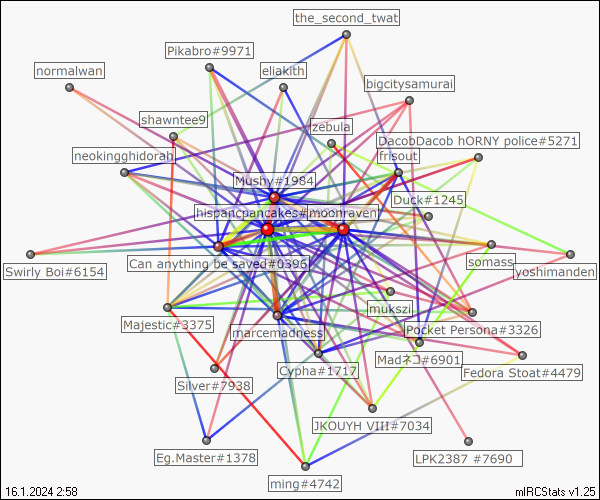 the_second_twat
Pikabro#9971
normalwan
eliakith
bigcitysamurai
shawntee9
zebula
DacobDacob hORNY police#5271
neokingghidorah
frisout
Mushy#1984
Duck#1245
hispancpancakes#
moonraven
somass
Can anything be saved#0396
Swirly Boi#6154
yoshimanden
mukszi
Majestic#3375
Pocket Persona#3326
marcemadness
Madネコ#6901
Cypha#1717
Fedora Stoat#4479
Silver#7938
JKOUYH VIII#7034
Eg.Master#1378
LPK2387 #7690
ming#4742
16.1.2024 2:58
mIRCStats v1.25